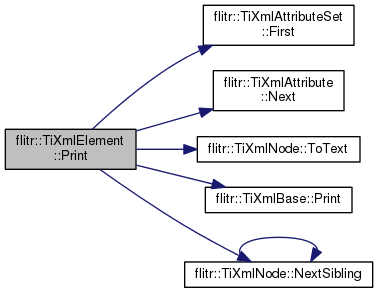 flitr::TiXmlElement
::Print
flitr::TiXmlAttributeSet
::First
flitr::TiXmlAttribute
::Next
flitr::TiXmlNode::ToText
flitr::TiXmlBase::Print
flitr::TiXmlNode::NextSibling